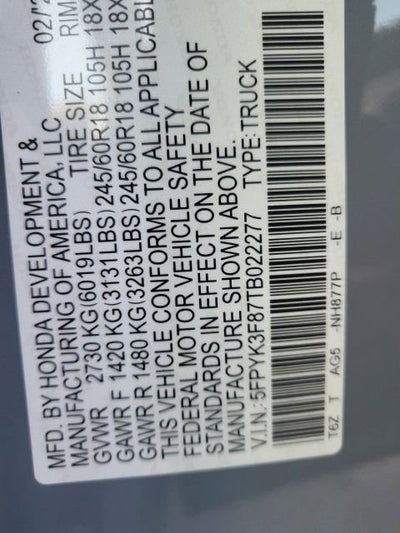 MFD. BY HONDA DEVELOPMENT & 02/
MANUFACTURING OF AMERICA, LLC
TIRE SIZE RIM
GVWR 2730 KG(6019LBS)
GAWR F 1420 KG(3131LBS)245/60R18 105H 18X
GAWR R 1480 KG(3263LBS)245/60R18 105H 18X
THIS VEHICLE CONFORMS TO ALL APPLICABL
FEDERAL MOTOR VEHICLE SAFETY
STANDARDS IN EFFECT ON THE DATE OF
MANUFACTURE SHOWN ABOVE.
V.I.N.:5FPYK3F87TB022277 TYPE:TRUCK
T6Z T AG5 -NH877P -E -B